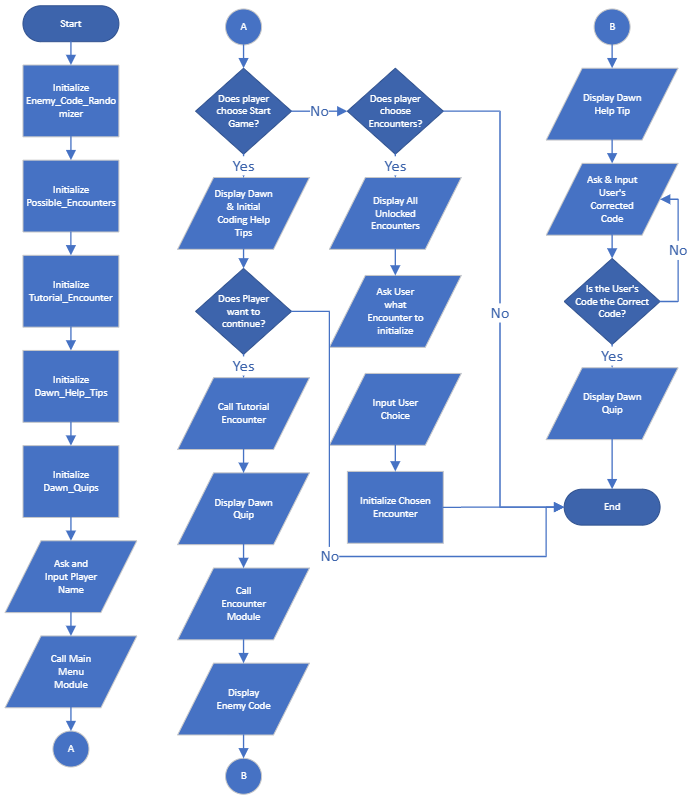 Start
Initialize
Enemy_Code_Rando
mizer
Initialize
Possible_Encounters
Initialize
Tutorial_Encounter
Initialize
Dawn_Help_Tips
Initialize
Dawn_Quips
Ask and
Input Player
Name
Call Main
Menu
Module
A
A
Does player
choose Start
Game?
No
Yes
Display Dawn
& Initial
Coding Help
Tips
Does Player
want to
continue?
Yes
Call Tutorial
Encounter
Display Dawn
Quip
Call
Encounter
Module
Display
Enemy Code
B
Does player
choose
Encounters?
Yes
Display All
Unlocked
Encounters
Ask User
what
Encounter to
initialize
Input User
Choice
Initialize Chosen
Encounter
No
No
B
Display Dawn
Help Tip
Ask & Input
User's
Corrected
Code
No
Is the User's
Code the Correct
Code?
Yes
Display Dawn
Quip
End